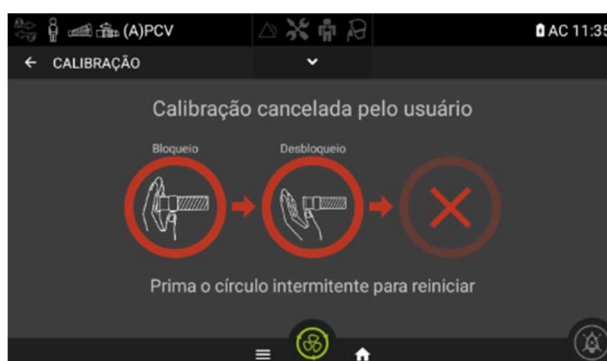 (A)PCV
AC 11:35
CALIBRAÇÃO
Calibração cancelada pelo usuário
Bloqueio
Desbloqueio
Prima o círculo intermitente para reiniciar